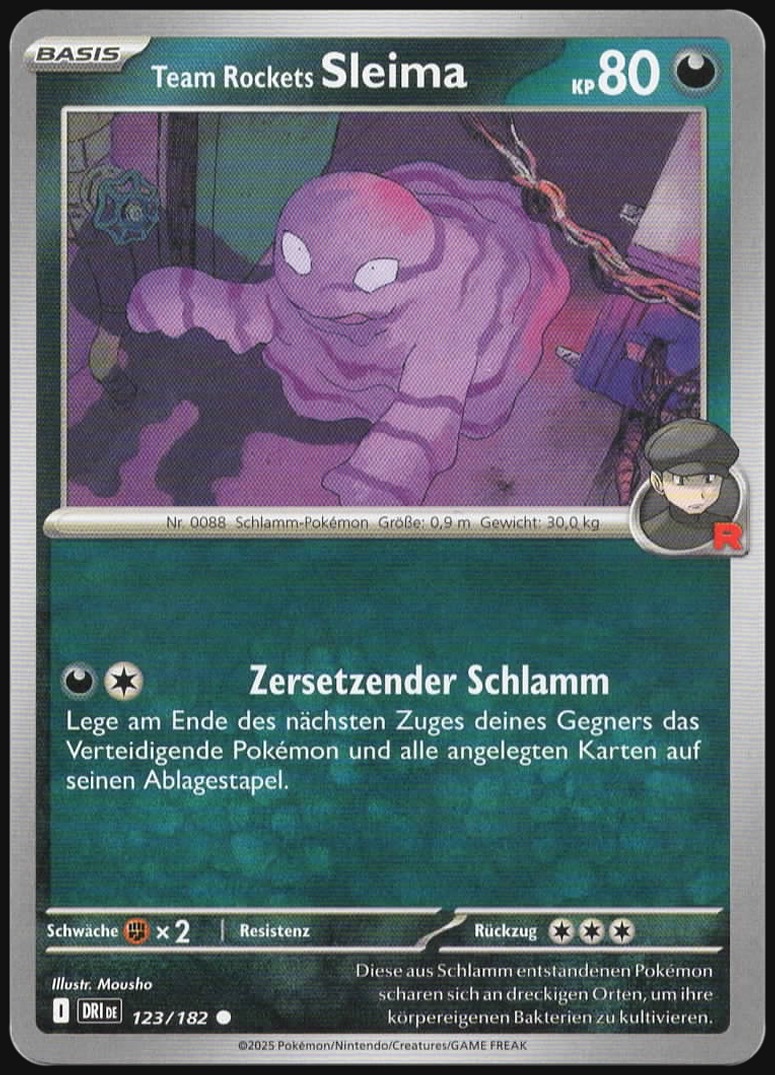 BASIS
Team Rockets Sleima KP 80
Nr. 0088 Schlamm-Pokémon Größe: 0,9 m Gewicht: 30,0 kg
R
Zersetzender Schlamm
Lege am Ende des nächsten Zuges deines Gegners das
Verteidigende Pokémon und alle angelegten Karten auf
seinen Ablagestapel.
Schwäche × 2 | Resistenz Rückzug
Illustr. Mousho
I DRI DE 123/182
Diese aus Schlamm entstandenen Pokémon
scharen sich an dreckigen Orten, um ihre
körpereigenen Bakterien zu kultivieren.
©2025 Pokémon/Nintendo/Creatures/GAME FREAK